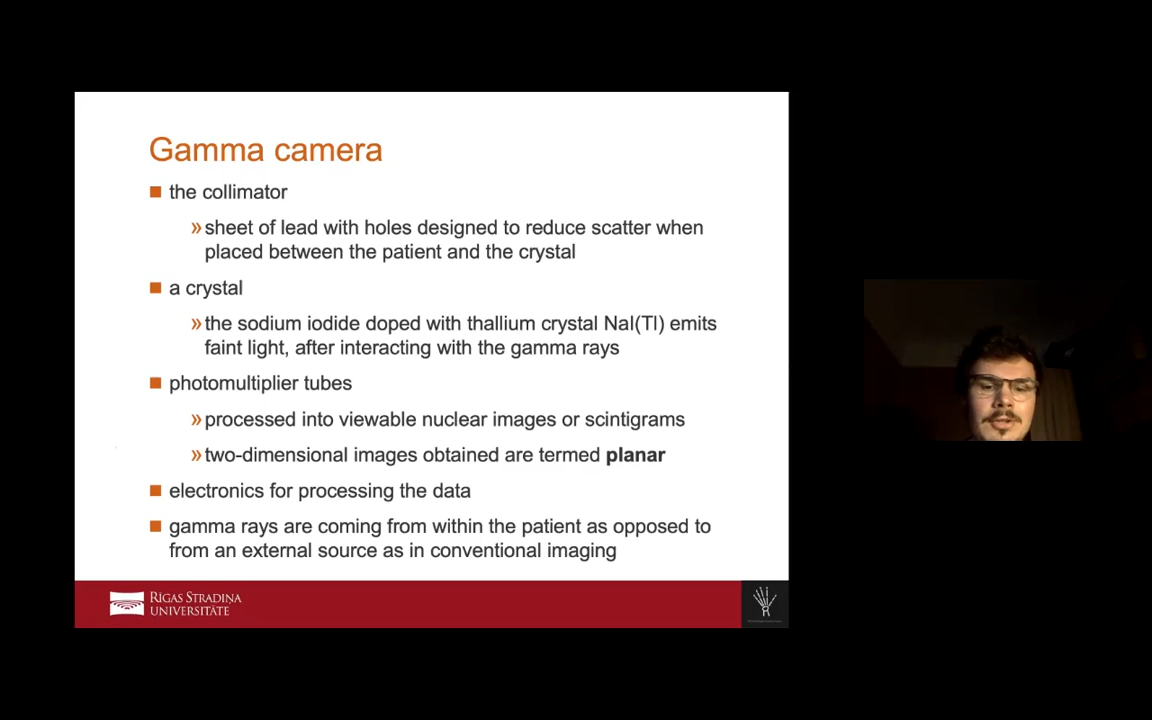 Gamma camera
the collimator
»sheet of lead with holes designed to reduce scatter when
placed between the patient and the crystal
a crystal
»the sodium iodide doped with thallium crystal NaI(Tl) emits
faint light, after interacting with the gamma rays
photomultiplier tubes
»processed into viewable nuclear images or scintigrams
»two-dimensional images obtained are termed planar
electronics for processing the data
gamma rays are coming from within the patient as opposed to
from an external source as in conventional imaging
RĪGAS STRADIŅA
UNIVERSITĀTE